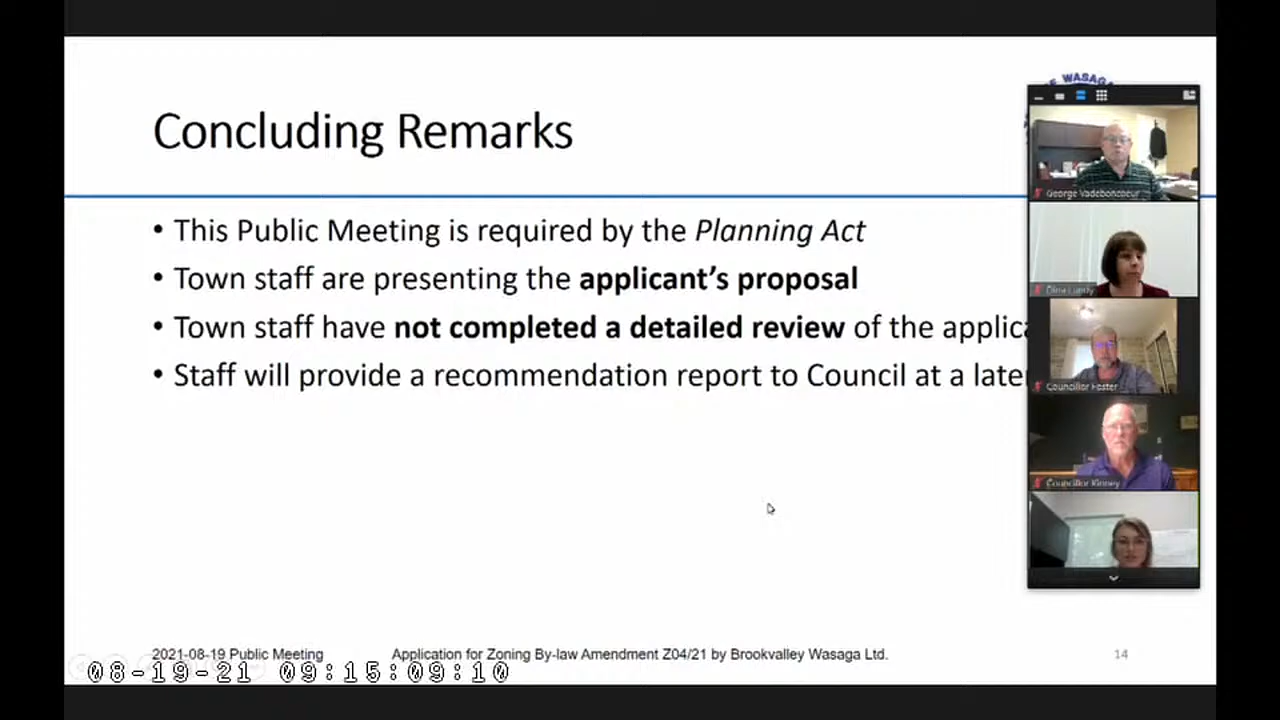 WASAGA
Concluding Remarks
George Vadeboncoeur
• This Public Meeting is required by the Planning Act
• Town staff are presenting the applicant’s proposal
• Town staff have not completed a detailed review of the applica
• Staff will provide a recommendation report to Council at a later
Councillor Foster
Councillor Kinney
2021-08-19 Public Meeting
Application for Zoning By-law Amendment Z04/21 by Brookvalley Wasaga Ltd.
14
08-19-21 09:15:09:10